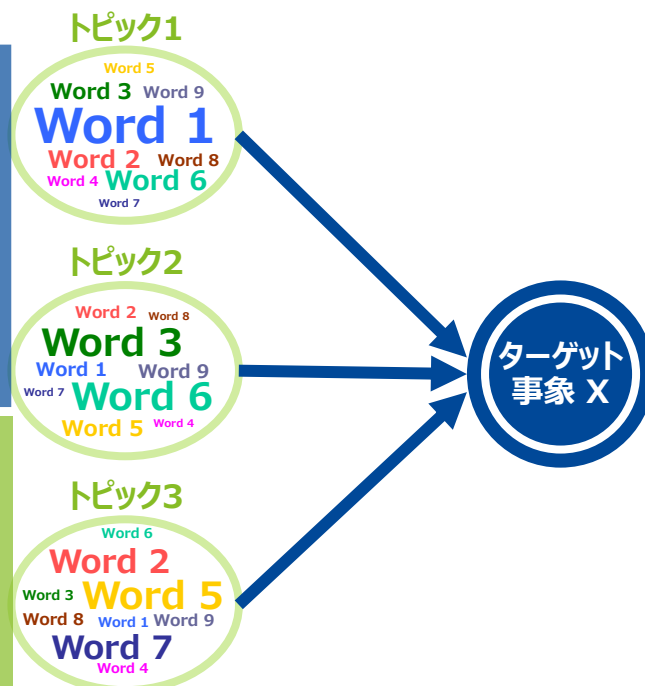 トピック1
Word 5
Word 3 Word 9
Word 1
Word 2 Word 8
Word 4 Word 6
Word 7
トピック2
Word 2 Word 8
Word 3
Word 1 Word 9
Word 7 Word 6
Word 5 Word 4
ターゲット
事象 X
トピック3
Word 6
Word 2
Word 3 Word 5
Word 8 Word 1 Word 9
Word 7
Word 4